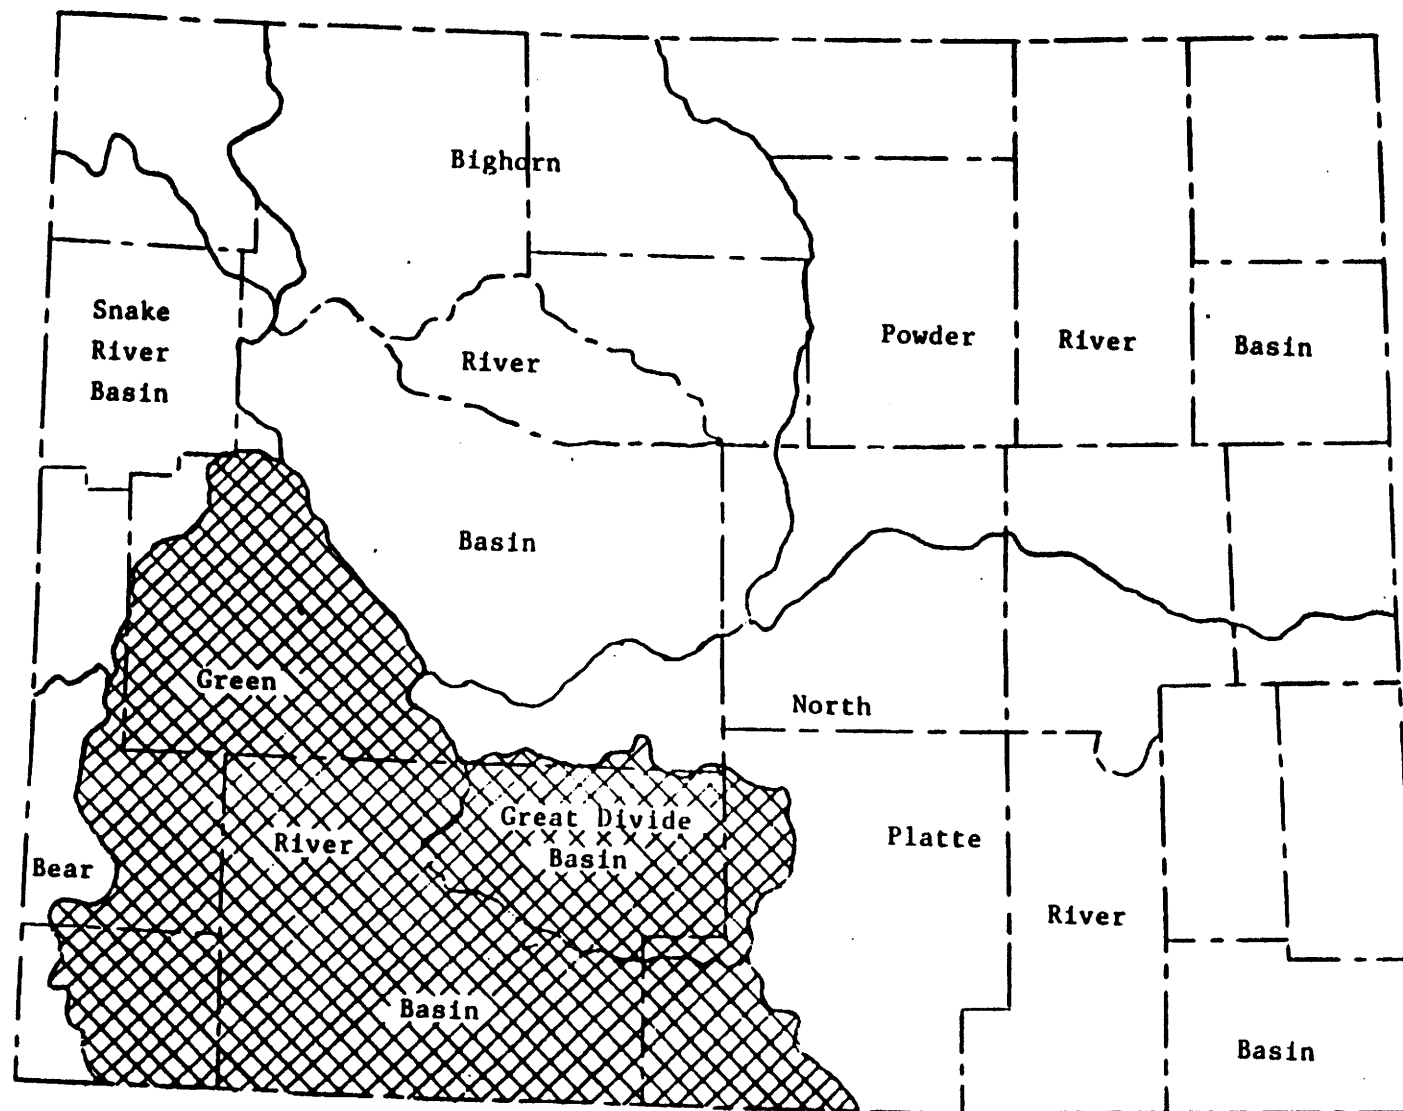 Bighorn
River
Basin
Snake
River
Basin
Powder River Basin
Green
River
Basin
Great Divide
Basin
Bear
North
Platte
River
Basin